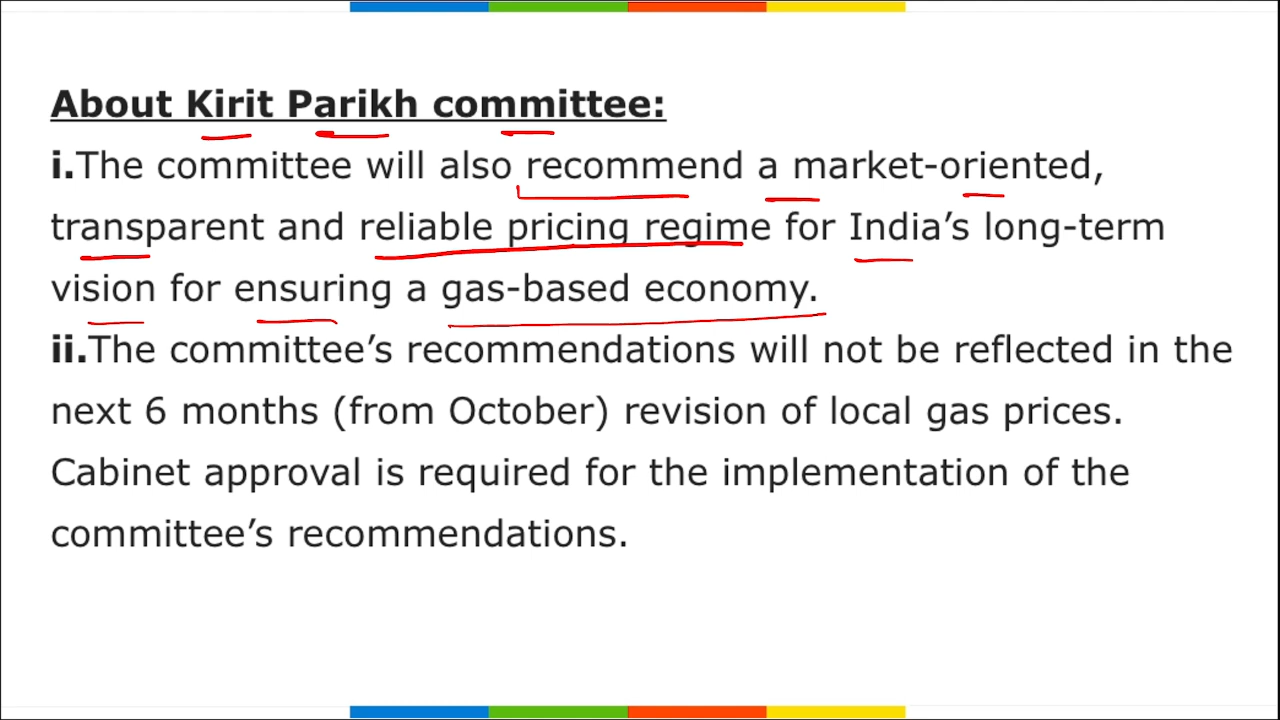 About Kirit Parikh committee:
i.The committee will also recommend a market-oriented,
transparent and reliable pricing regime for India’s long-term
vision for ensuring a gas-based economy.
ii.The committee’s recommendations will not be reflected in the
next 6 months (from October) revision of local gas prices.
Cabinet approval is required for the implementation of the
committee’s recommendations.